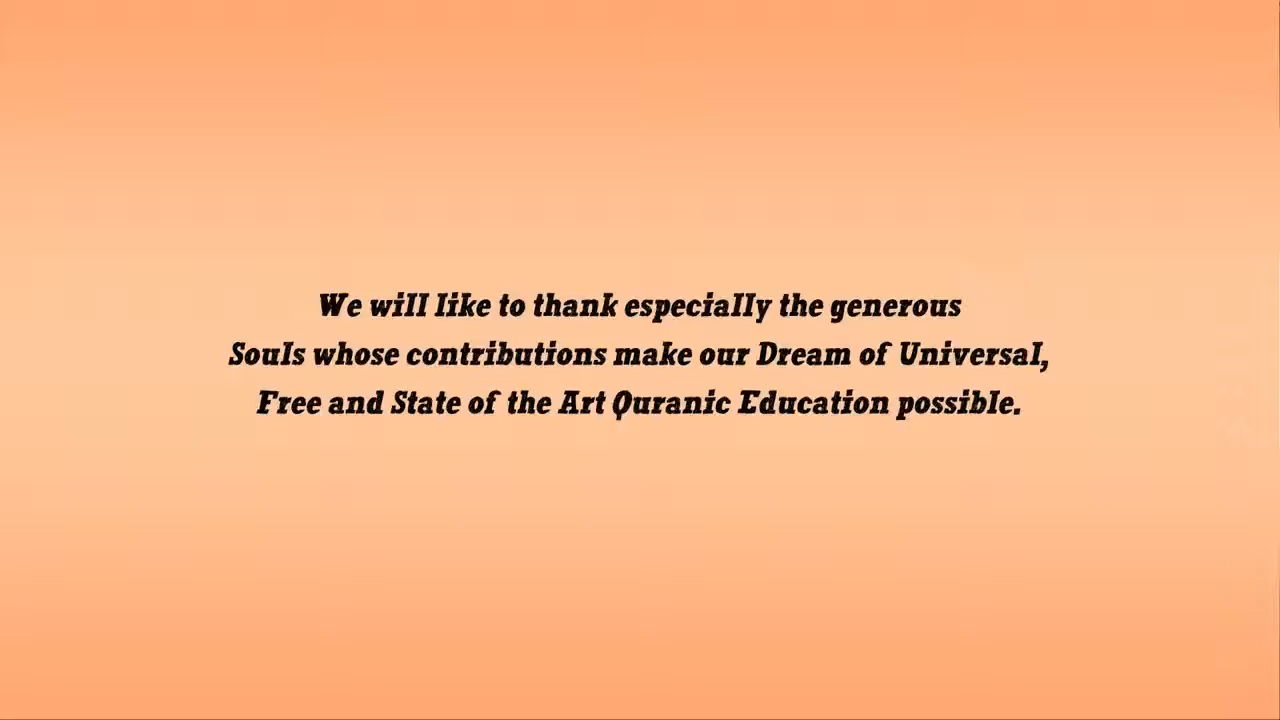 We will like to thank especially the generous
Souls whose contributions make our Dream of Universal,
Free and State of the Art Quranic Education possible.